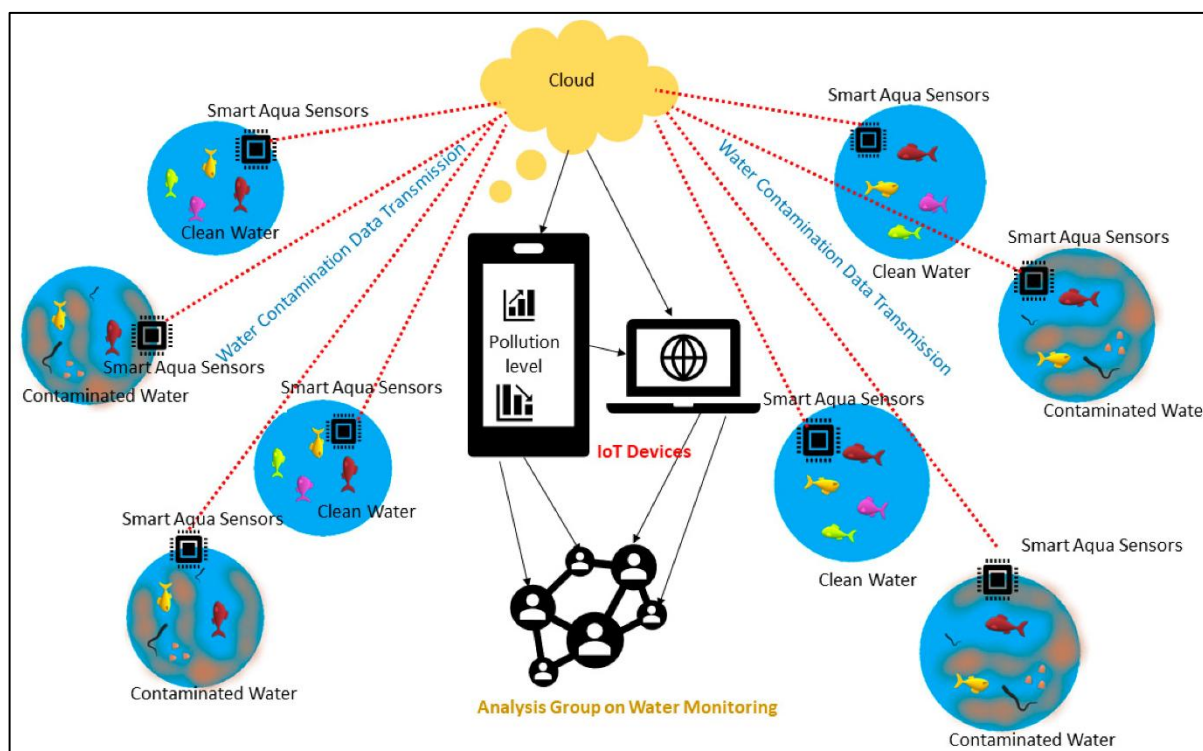 Cloud
Smart Aqua Sensors
Smart Aqua Sensors
Clean Water
Water Contamination Data Transmission
Water Contamination Data Transmission
Clean Water
Smart Aqua Sensors
Smart Aqua Sensors
Contaminated Water
Pollution
level
Smart Aqua Sensors
Clean Water
Smart Aqua Sensors
Contaminated Water
IoT Devices
Smart Aqua Sensors
Contaminated Water
Smart Aqua Sensors
Clean Water
Analysis Group on Water Monitoring
Contaminated Water